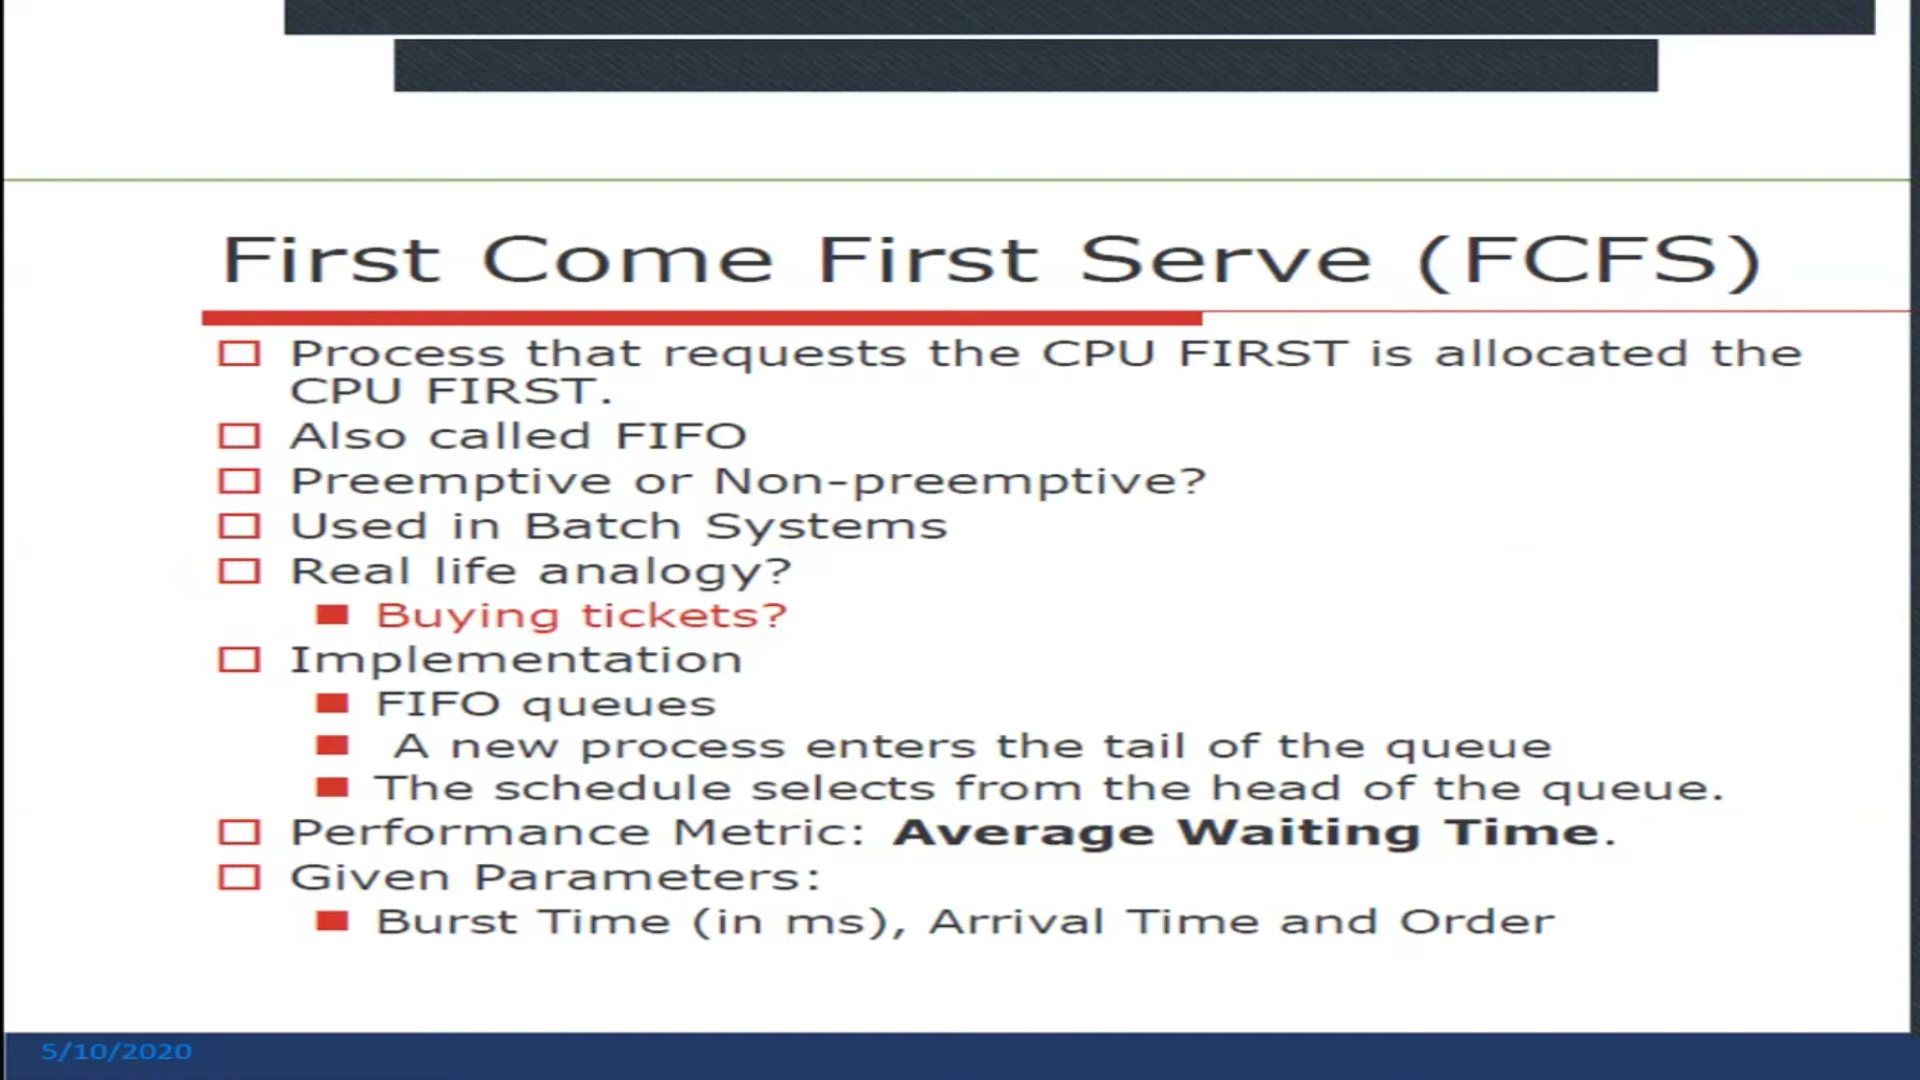 First Come First Serve (FCFS)
Process that requests the CPU FIRST is allocated the
CPU FIRST.
Also called FIFO
Preemptive or Non-preemptive?
Used in Batch Systems
Real life analogy?
Buying tickets?
Implementation
FIFO queues
A new process enters the tail of the queue
The schedule selects from the head of the queue.
Performance Metric: Average Waiting Time.
Given Parameters:
Burst Time (in ms), Arrival Time and Order
5/10/2020